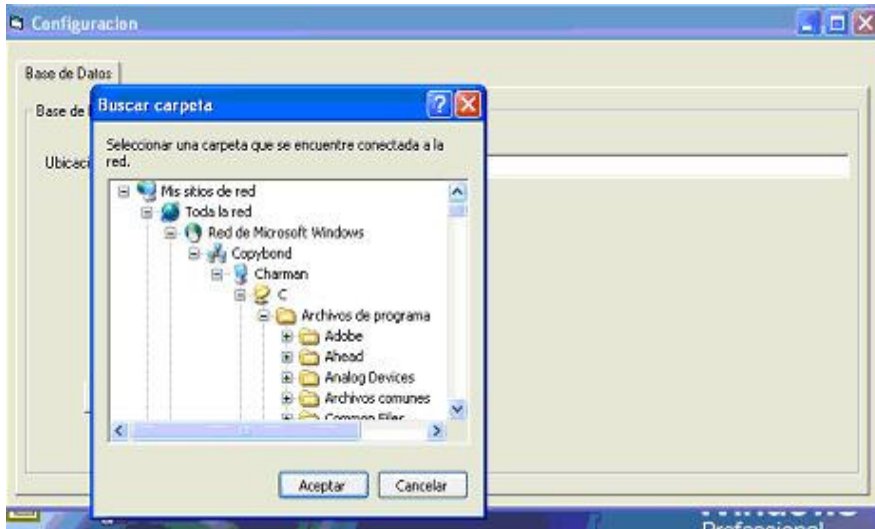 Configuracion
Base de Datos
Base de
Buscar carpeta
Seleccionar una carpeta que se encuentre conectada a la
red.
Ubicaci
Mis sitios de red
Toda la red
Red de Microsoft Windows
Copybond
Charman
C
Archivos de programa
Adobe
Ahead
Analog Devices
Archivos comunes
Common Files
Aceptar
Cancelar
Professional